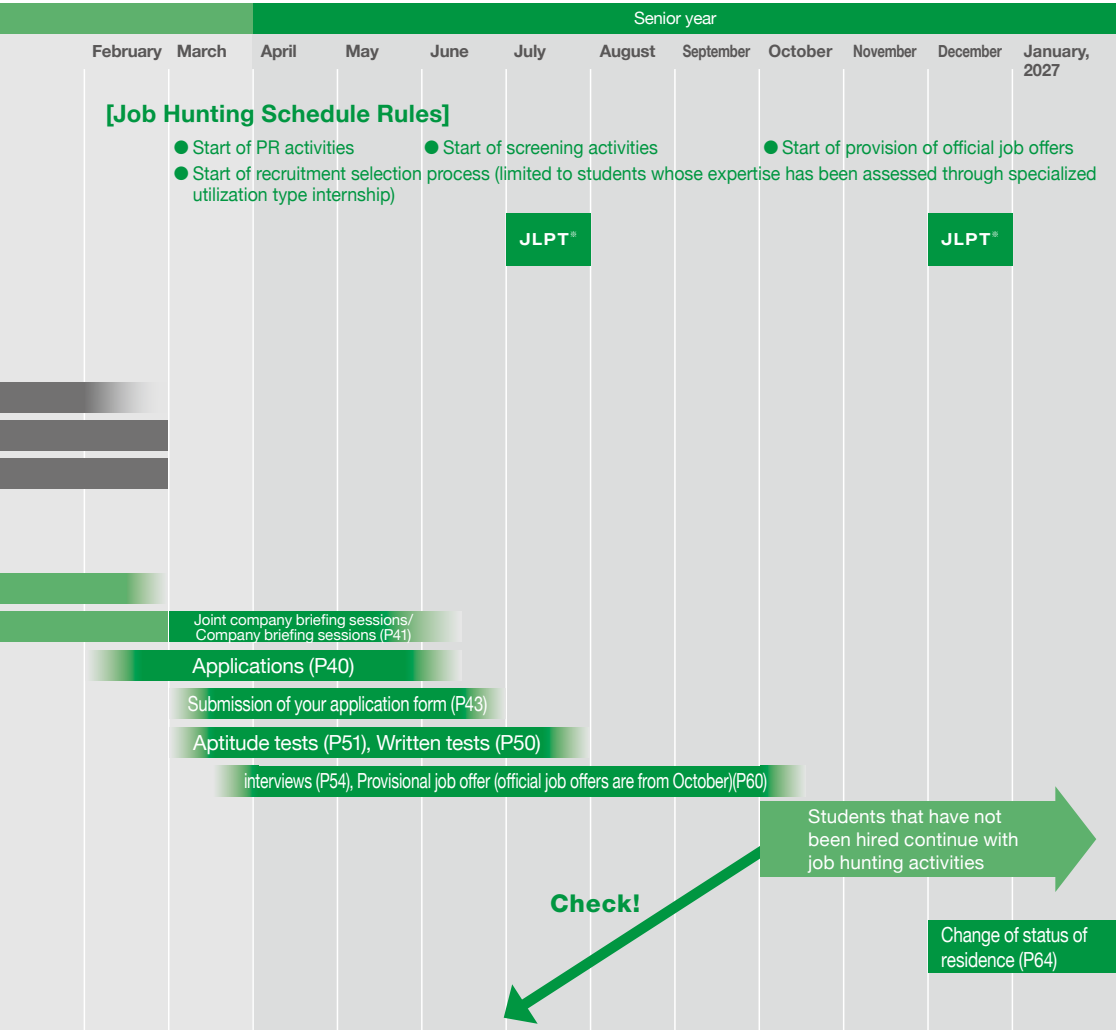 Senior year
February March April May June July August September October November December January,
2027
[Job Hunting Schedule Rules]
● Start of PR activities ● Start of screening activities ● Start of provision of official job offers
● Start of recruitment selection process (limited to students whose expertise has been assessed through specialized
utilization type internship)
JLPT※ JLPT※
Joint company briefing sessions/
Company briefing sessions (P41)
Applications (P40)
Submission of your application form (P43)
Aptitude tests (P51), Written tests (P50)
interviews (P54), Provisional job offer (official job offers are from October)(P60)
Students that have not
been hired continue with
job hunting activities
Check!
Change of status of
residence (P64)